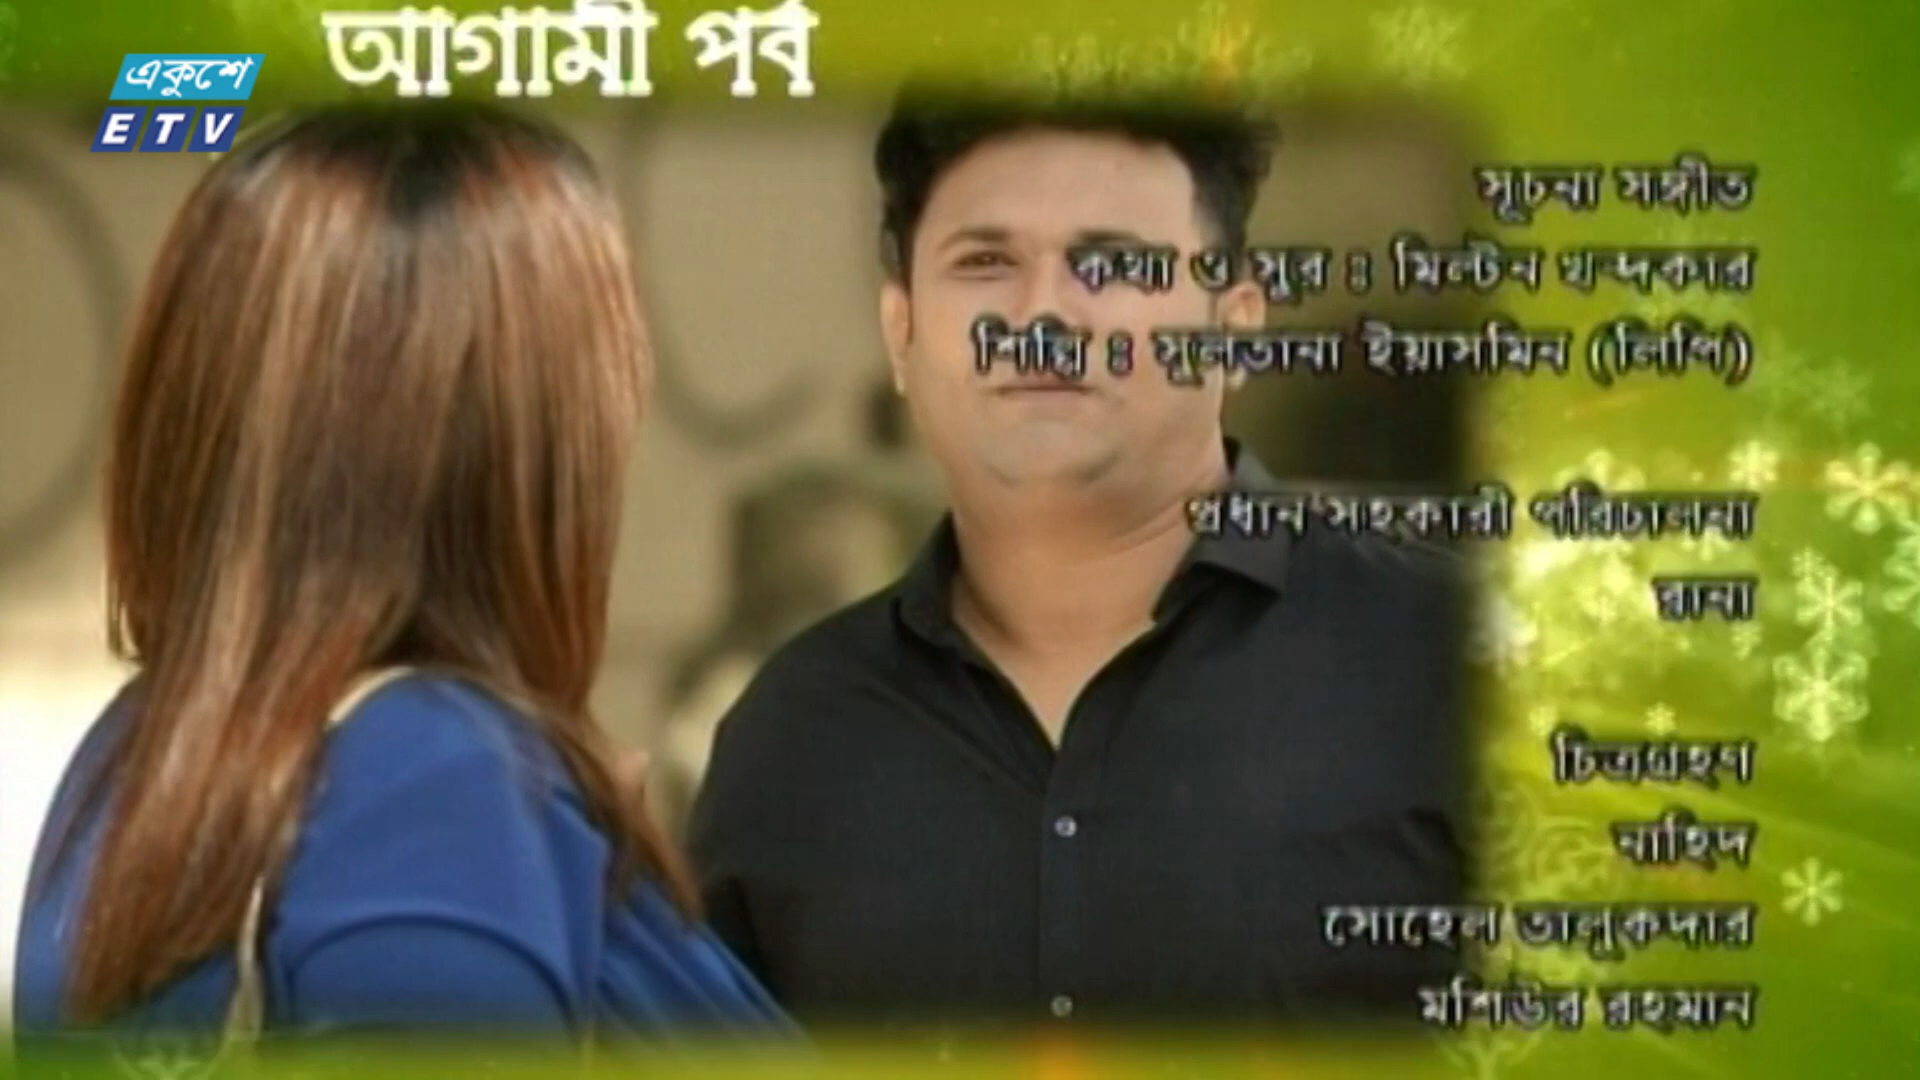 আগামী পর্ব
একুশে
ETV
সূচনা সঙ্গীত
কথা ও সুর : মিল্টন খন্দকার
শিল্পি : সুলতানা ইয়াসমিন (লিপি)
প্রধান সহকারী পরিচালনা
রানা
চিত্রগ্রহণ
নাহিদ
সোহেল তালুকদার
মশিউর রহমান